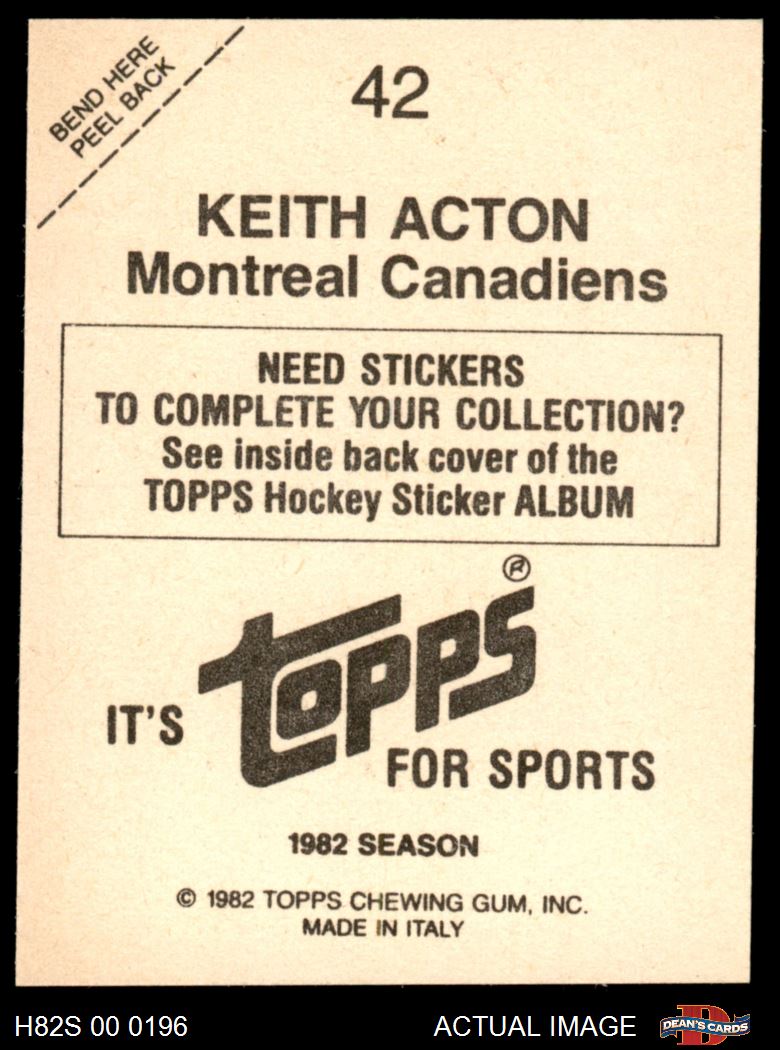 BEND HERE
PEEL BACK
42
KEITH ACTON
Montreal Canadiens
NEED STICKERS
TO COMPLETE YOUR COLLECTION?
See inside back cover of the
TOPPS Hockey Sticker ALBUM
®
IT'S topps FOR SPORTS
1982 SEASON
© 1982 TOPPS CHEWING GUM, INC.
MADE IN ITALY
H82S 00 0196
ACTUAL IMAGE
D
DEAN'S CARDS